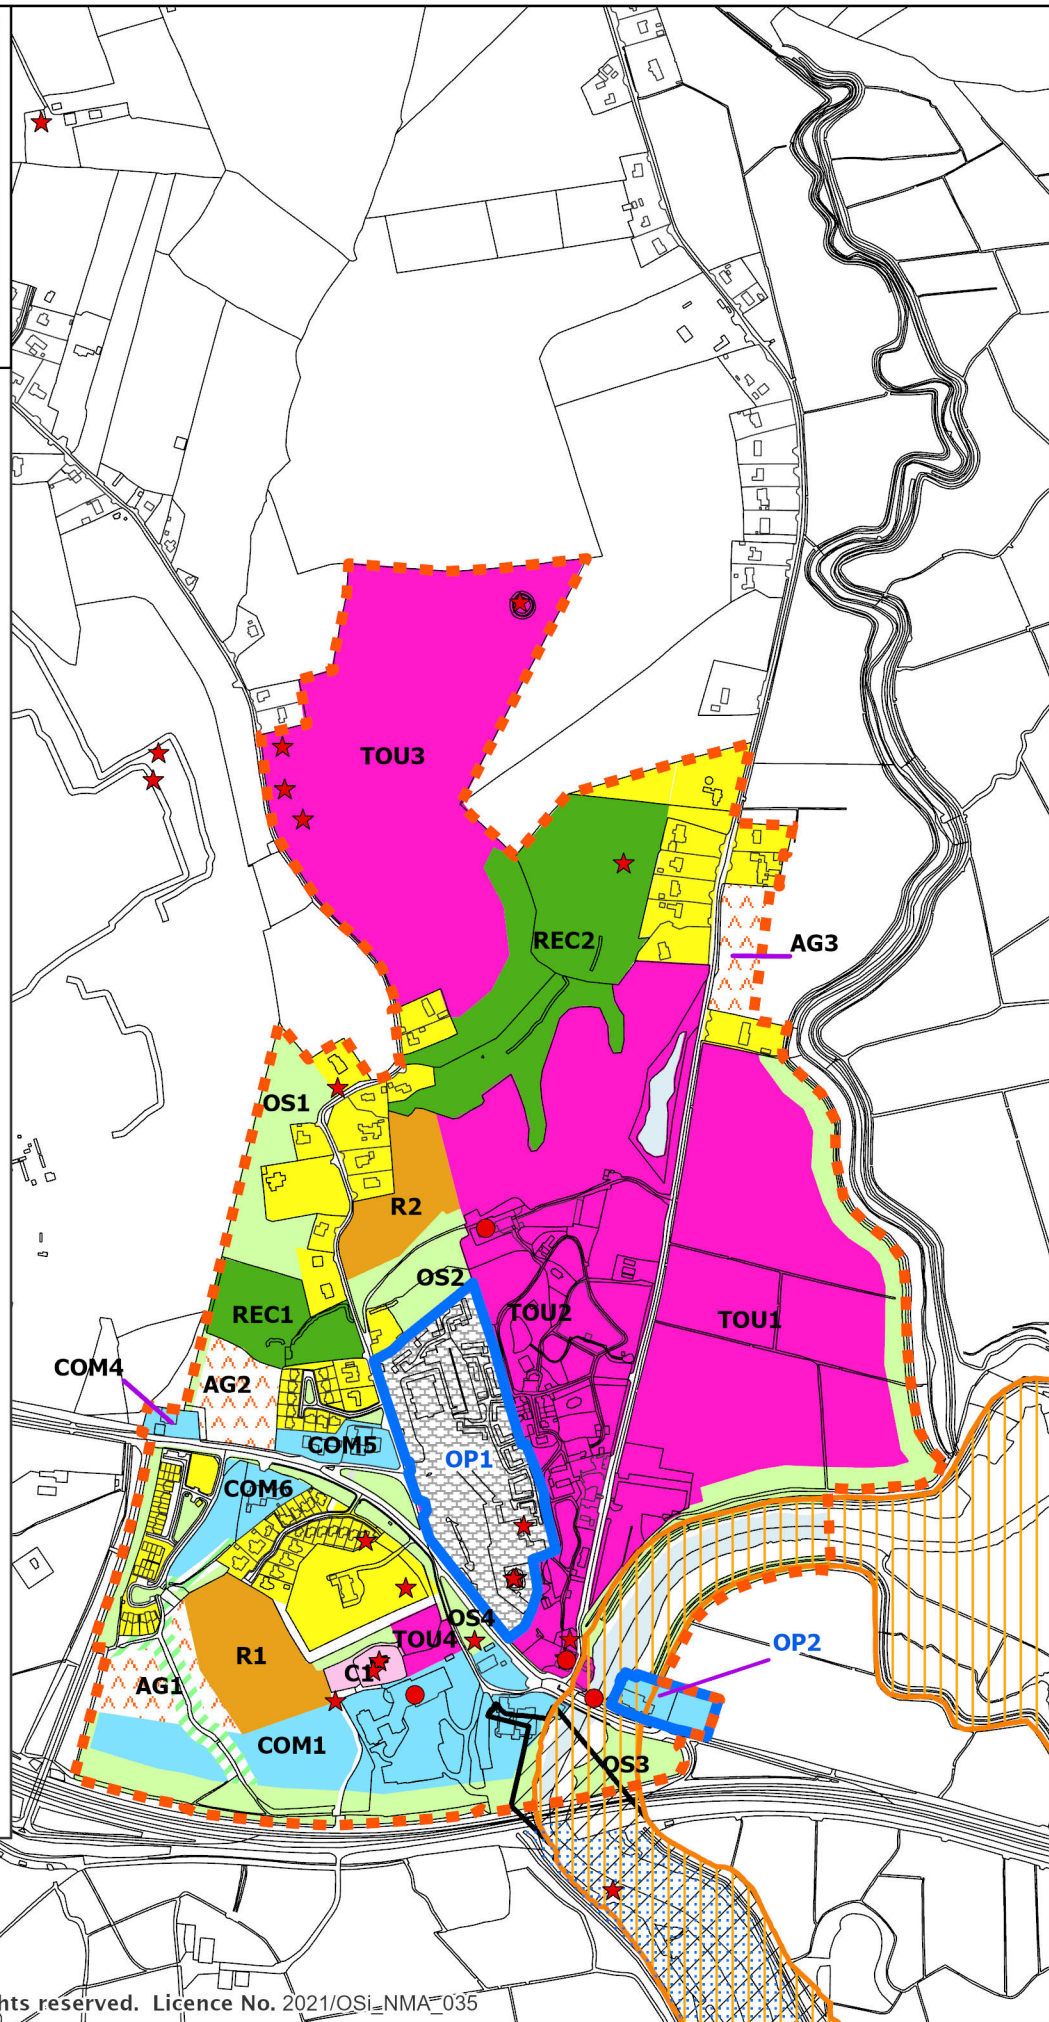 TOU3
REC2
AG3
OS1
R2
OS2
REC1
TOU2
TOU1
COM4
AG2
COM5
OP1
COM6
OS4
TOU4
OP2
R1
C1
AG1
COM1
OS3
hts reserved. Licence No. 2021/OSi_NMA_035